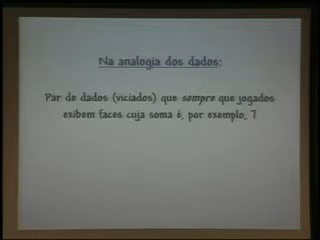 Na analogia dos dados:
Par de dados (viciados) que sempre que jogados
exibem faces cuja soma é, por exemplo, 7